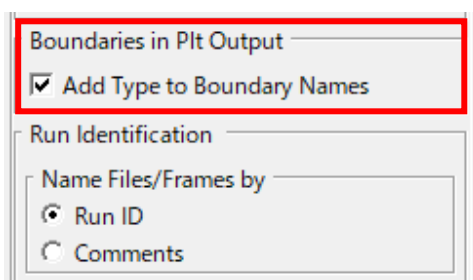 Boundaries in Plt Output
Add Type to Boundary Names
Run Identification
Name Files/Frames by
Run ID
Comments